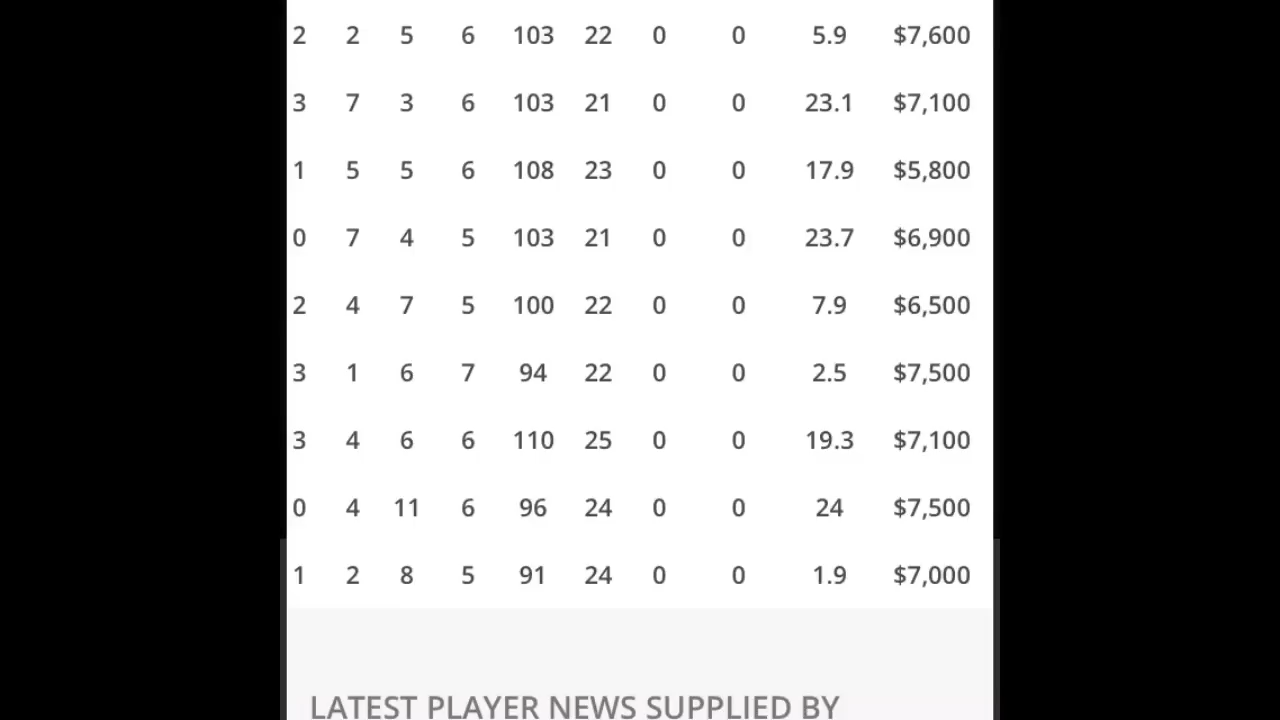 2 2 5 6 103 22 0 0 5.9 $7,600
3 7 3 6 103 21 0 0 23.1 $7,100
1 5 5 6 108 23 0 0 17.9 $5,800
0 7 4 5 103 21 0 0 23.7 $6,900
2 4 7 5 100 22 0 0 7.9 $6,500
3 1 6 7 94 22 0 0 2.5 $7,500
3 4 6 6 110 25 0 0 19.3 $7,100
0 4 11 6 96 24 0 0 24 $7,500
1 2 8 5 91 24 0 0 1.9 $7,000
LATEST PLAYER NEWS SUPPLIED BY